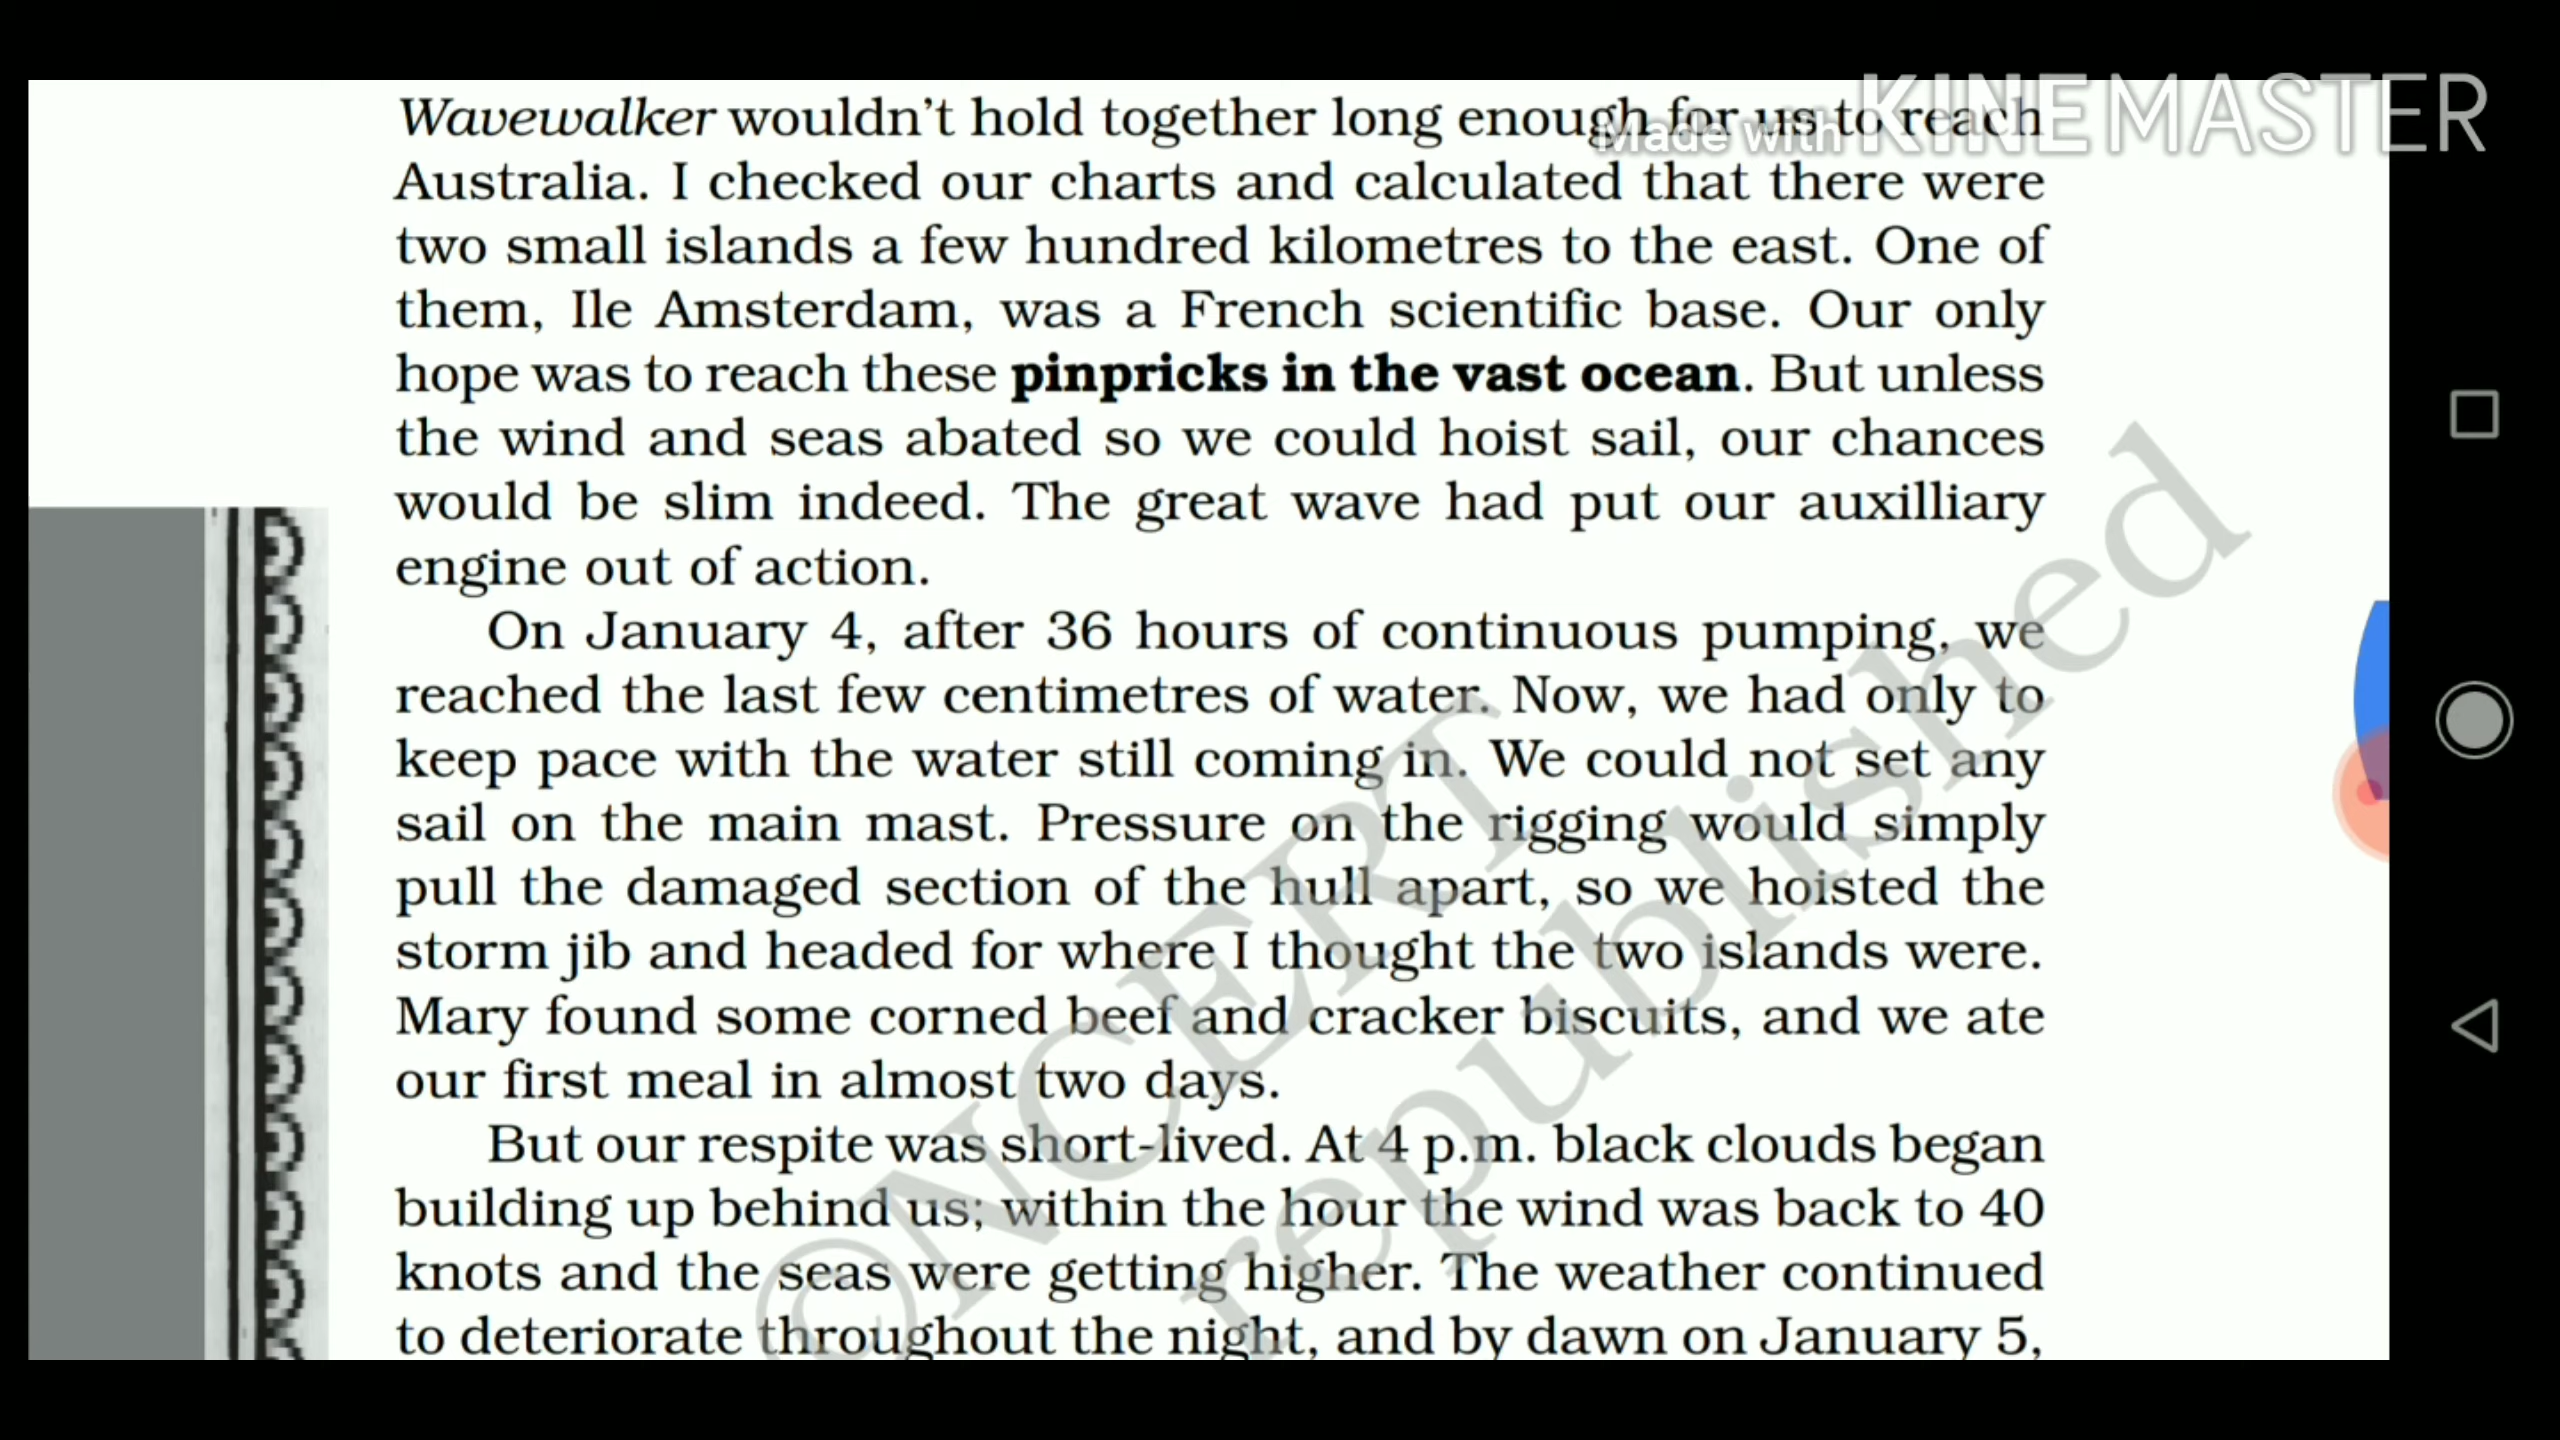 Made with KINEMASTER
Wavewalker wouldn't hold together long enough for us to reach
Australia. I checked our charts and calculated that there were
two small islands a few hundred kilometres to the east. One of
them, Ile Amsterdam, was a French scientific base. Our only
hope was to reach these pinpricks in the vast ocean. But unless
the wind and seas abated so we could hoist sail, our chances
would be slim indeed. The great wave had put our auxilliary
engine out of action.
On January 4, after 36 hours of continuous pumping, we
reached the last few centimetres of water. Now, we had only to
keep pace with the water still coming in. We could not set any
sail on the main mast. Pressure on the rigging would simply
pull the damaged section of the hull apart, so we hoisted the
storm jib and headed for where I thought the two islands were.
Mary found some corned beef and cracker biscuits, and we ate
our first meal in almost two days.
But our respite was short-lived. At 4 p.m. black clouds began
building up behind us; within the hour the wind was back to 40
knots and the seas were getting higher. The weather continued
to deteriorate throughout the night, and by dawn on January 5,
©NCERT
republished